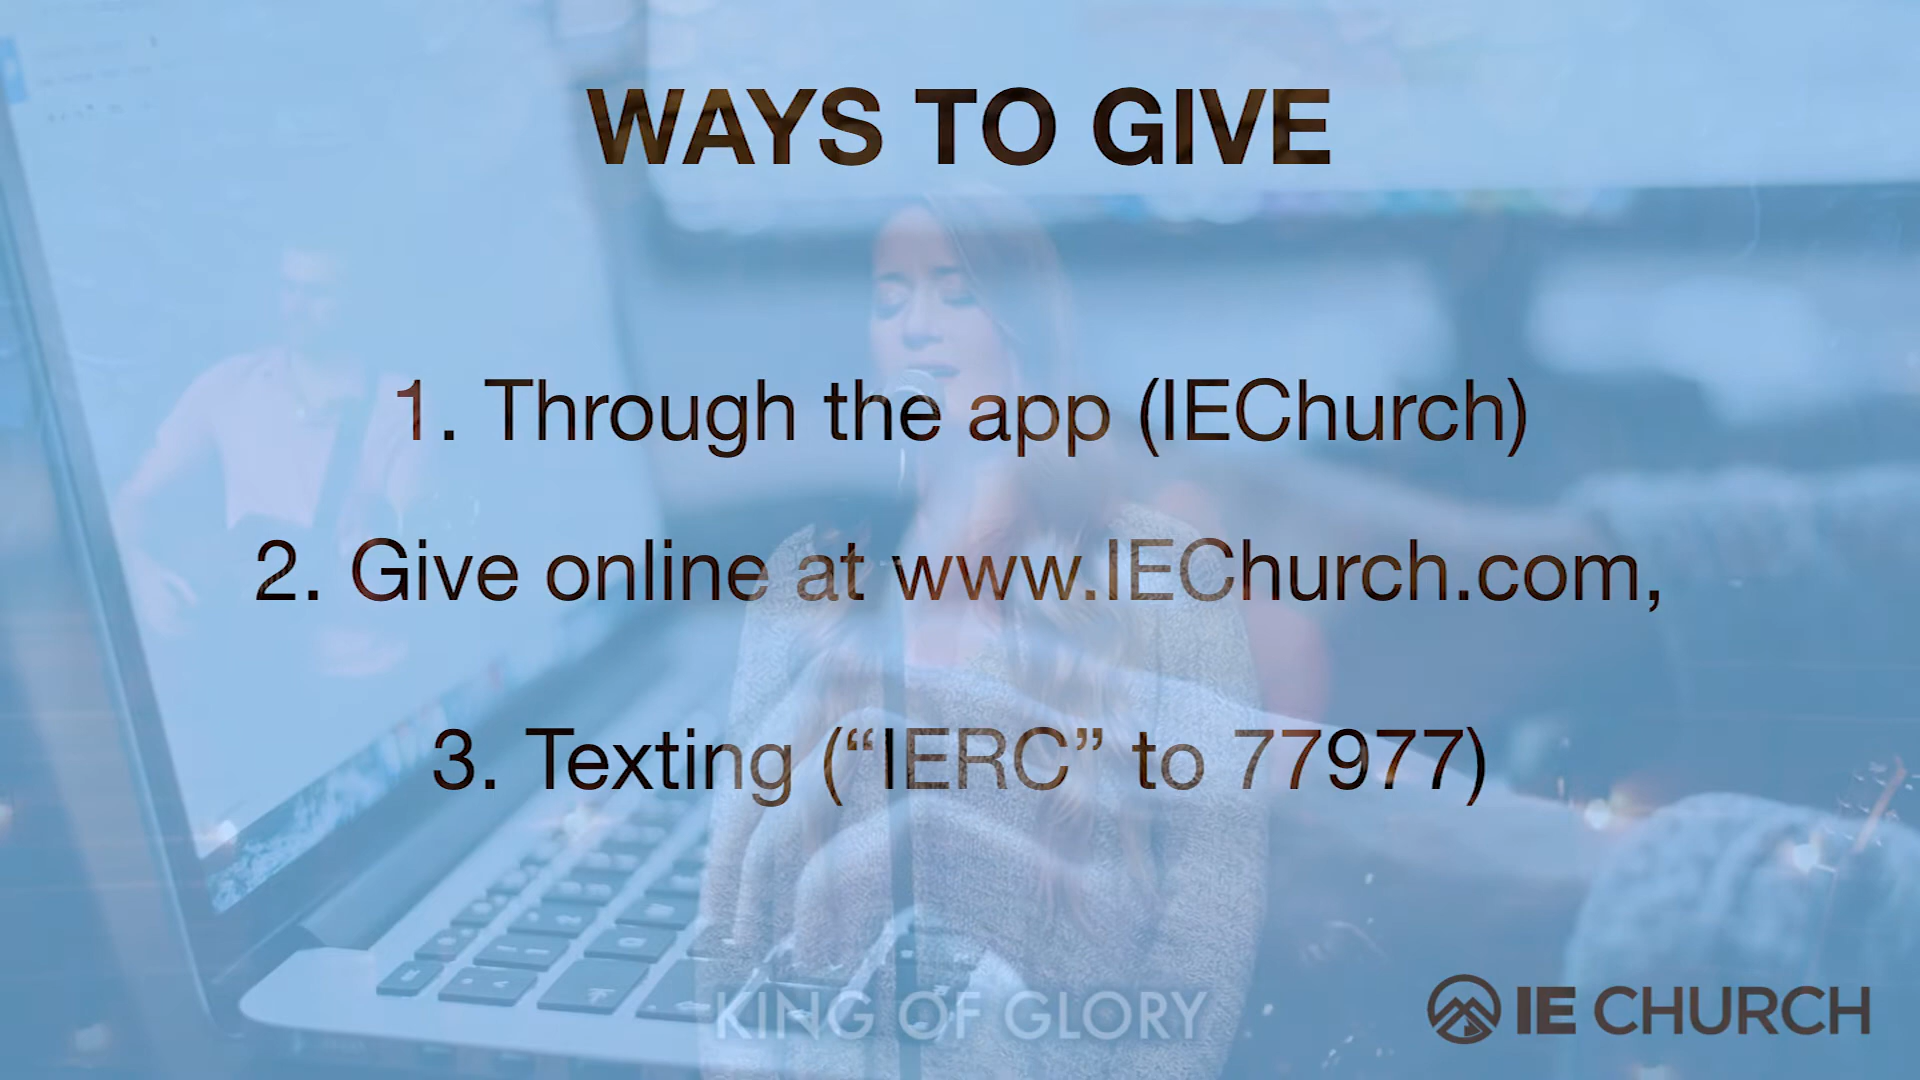 WAYS TO GIVE
1. Through the app (IEChurch)
2. Give online at www.IEChurch.com,
3. Texting (“IERC” to 77977)
KING OF GLORY
IE CHURCH